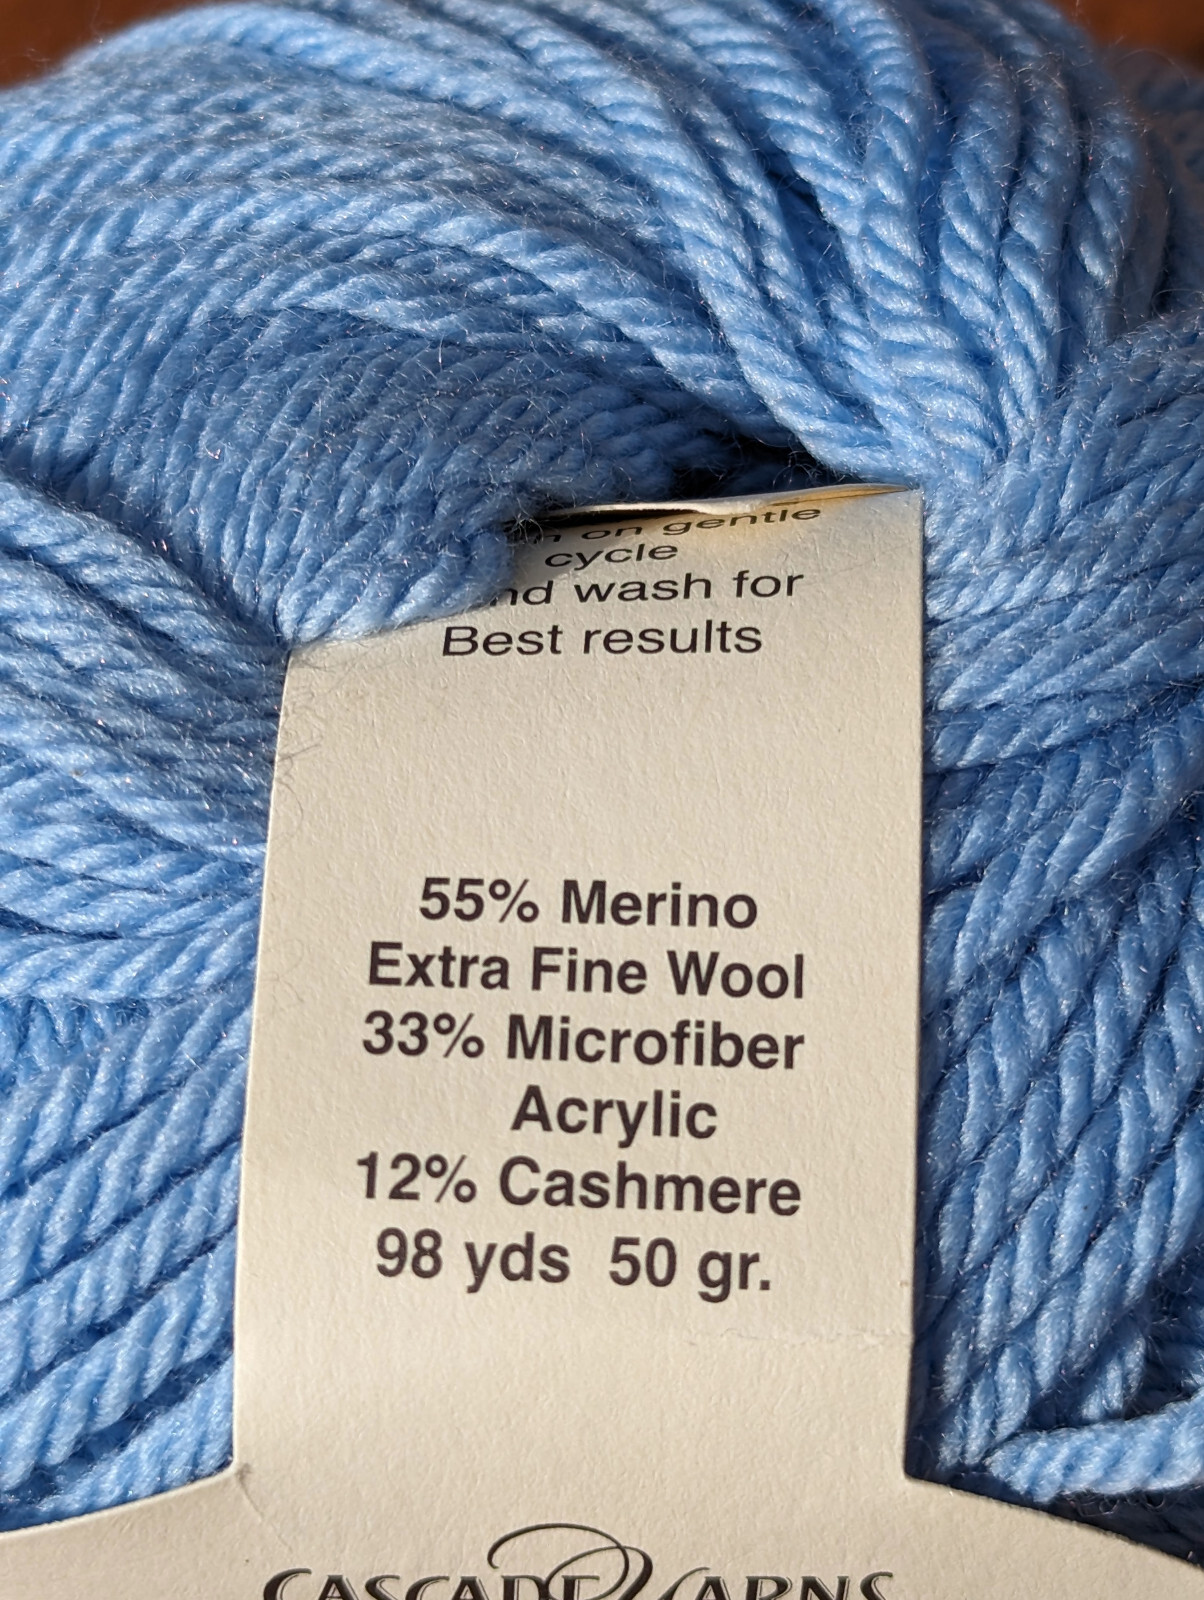 on gentle
cycle
wash for
Best results
55% Merino
Extra Fine Wool
33% Microfiber
Acrylic
12% Cashmere
98 yds 50 gr.
CASCADE YARNS